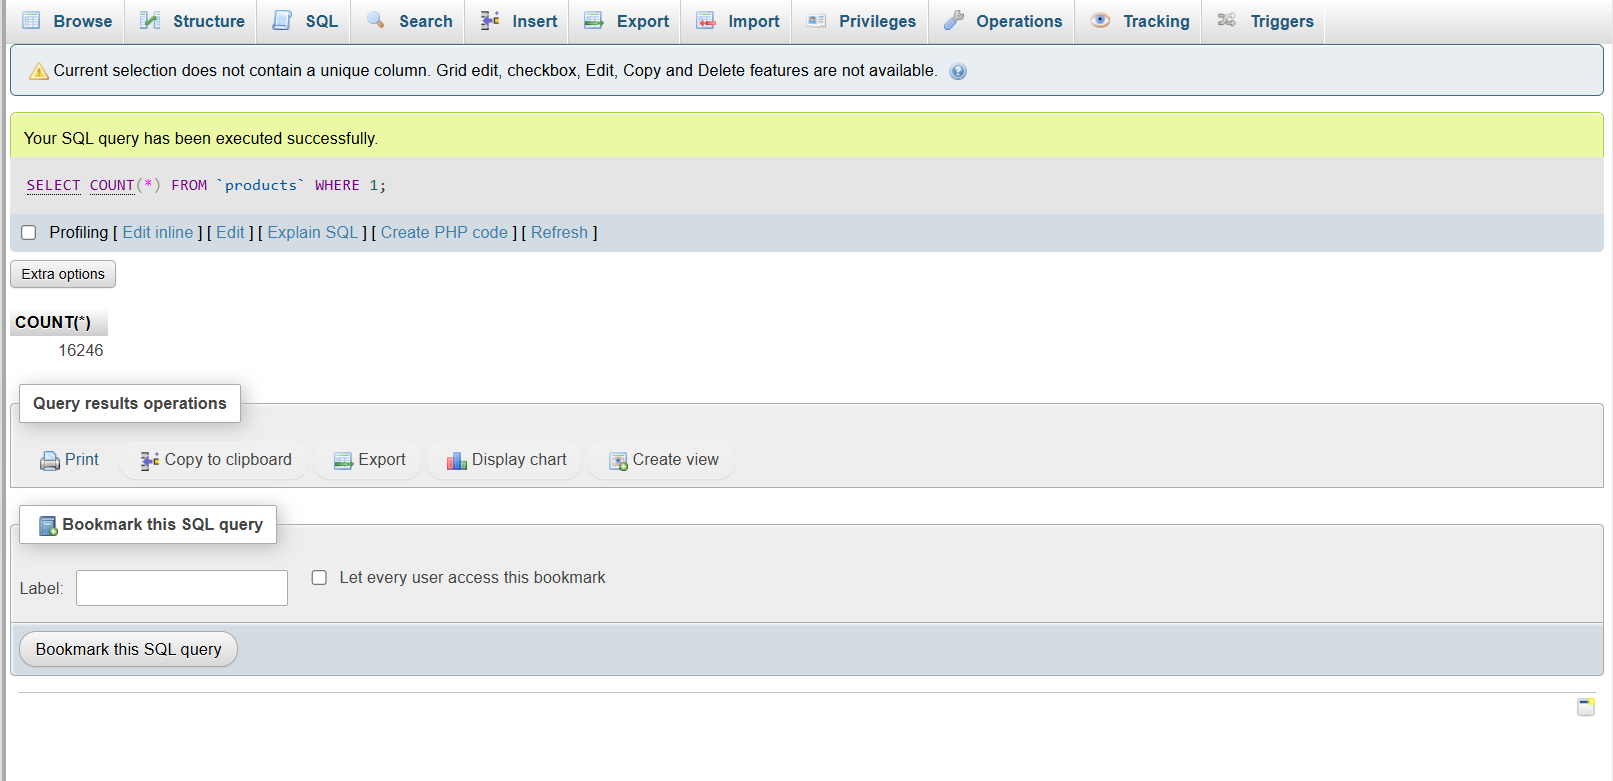 Browse Structure SQL Search Insert Export Import Privileges Operations Tracking Triggers
Current selection does not contain a unique column. Grid edit, checkbox, Edit, Copy and Delete features are not available.
Your SQL query has been executed successfully.
SELECT COUNT(*) FROM `products` WHERE 1;
Profiling [ Edit inline ] [ Edit ] [ Explain SQL ] [ Create PHP code ] [ Refresh ]
Extra options
COUNT(*)
16246
Query results operations
Print Copy to clipboard Export Display chart Create view
Bookmark this SQL query
Label: Let every user access this bookmark
Bookmark this SQL query